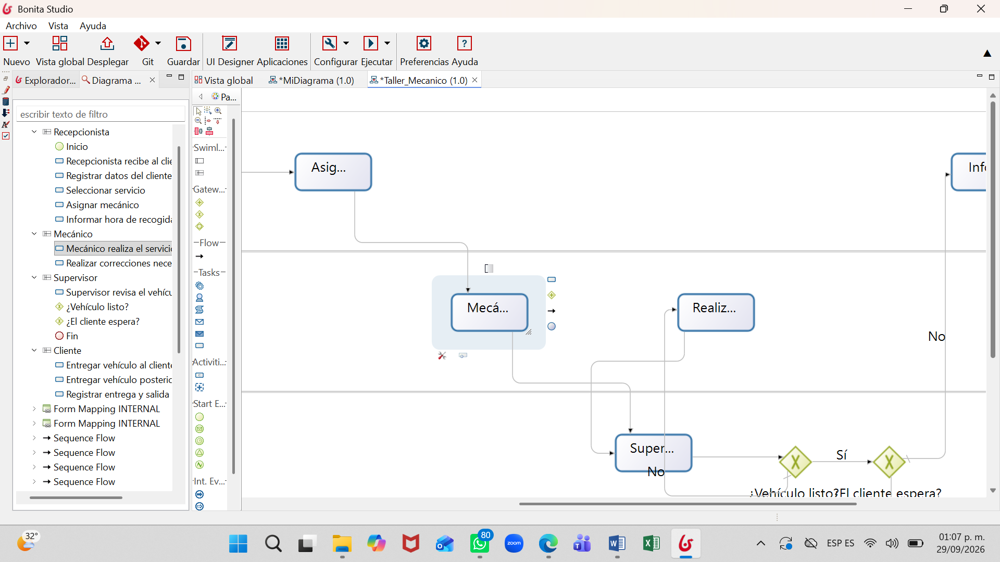 Bonita Studio
Archivo Vista Ayuda
Nuevo Vista global Desplegar Git Guardar UI Designer Aplicaciones Configurar Ejecutar Preferencias Ayuda
Explorador... Diagrama ... Vista global *MiDiagrama (1.0) *Taller_Mecanico (1.0)
Pa...
escribir texto de filtro
Recepcionista
Inicio
Recepcionista recibe al clie
Registrar datos del cliente
Seleccionar servicio
Asignar mecánico
Informar hora de recogida
Mecánico
Mecánico realiza el servicio
Realizar correcciones nece
Supervisor
Supervisor revisa el vehícu
¿Vehículo listo?
¿El cliente espera?
Fin
Cliente
Entregar vehículo al cliente
Entregar vehículo posterio
Registrar entrega y salida
Form Mapping INTERNAL
Form Mapping INTERNAL
Sequence Flow
Sequence Flow
Sequence Flow
Sequence Flow
Swiml...
Gatew...
Flow
Tasks
Activiti...
Start E...
Int. Ev...
Asig...
Info
Mecá...
Realiz...
No
Super...
No
Sí
¿Vehículo listo?El cliente espera?
32°
80
zoom
ESP ES
01:07 p. m.
29/09/2026